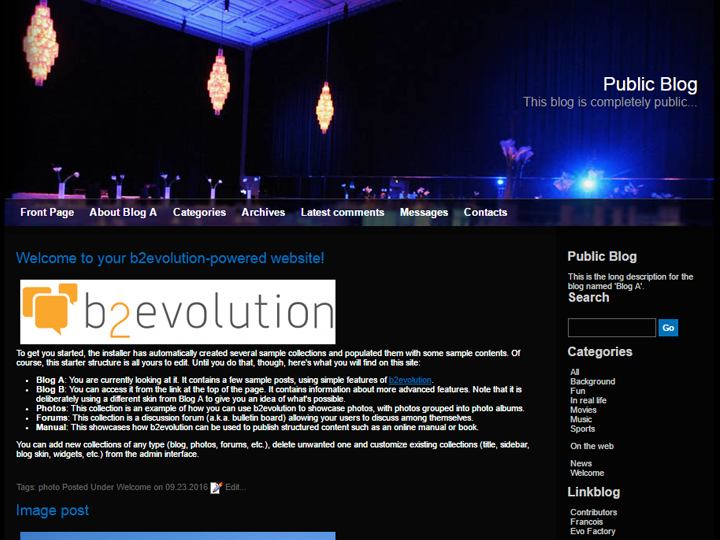 Public Blog
This blog is completely public...
Front Page About Blog A Categories Archives Latest comments Messages Contacts
Welcome to your b2evolution-powered website!
b2evolution
To get you started, the installer has automatically created several sample collections and populated them with some sample contents. Of
course, this starter structure is all yours to edit. Until you do that, though, here's what you will find on this site:
Blog A: You are currently looking at it. It contains a few sample posts, using simple features of b2evolution.
Blog B: You can access it from the link at the top of the page. It contains information about more advanced features. Note that it is
deliberately using a different skin from Blog A to give you an idea of what's possible.
Photos: This collection is an example of how you can use b2evolution to showcase photos, with photos grouped into photo albums.
Forums: This collection is a discussion forum (a.k.a. bulletin board) allowing your users to discuss among themselves.
Manual: This showcases how b2evolution can be used to publish structured content such as an online manual or book.
You can add new collections of any type (blog, photos, forums, etc.), delete unwanted one and customize existing collections (title, sidebar,
blog skin, widgets, etc.) from the admin interface.
Tags: photo Posted Under Welcome on 09.23.2016 Edit...
Image post
Public Blog
This is the long description for the
blog named 'Blog A'.
Search
Go
Categories
All
Background
Fun
In real life
Movies
Music
Sports
On the web
News
Welcome
Linkblog
Contributors
Francois
Evo Factory